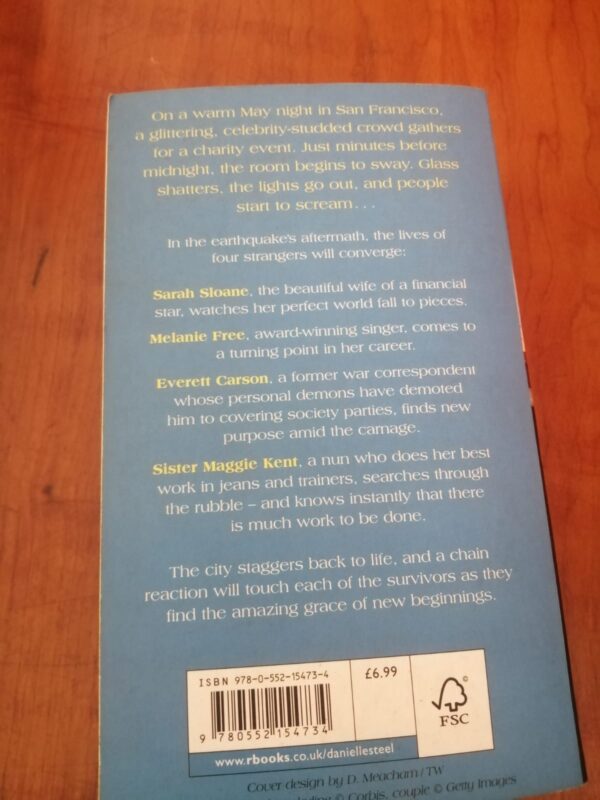 On a warm May night in San Francisco,
a glittering, celebrity-studded crowd gathers
for a charity event. Just minutes before
midnight, the room begins to sway. Glass
shatters, the lights go out, and people
start to scream . . .
In the earthquake's aftermath, the lives of
four strangers will converge:
Sarah Sloane, the beautiful wife of a financial
star, watches her perfect world fall to pieces.
Melanie Free, award-winning singer, comes to
a turning point in her career.
Everett Carson, a former war correspondent
whose personal demons have demoted
him to covering society parties, finds new
purpose amid the carnage.
Sister Maggie Kent, a nun who does her best
work in jeans and trainers, searches through
the rubble – and knows instantly that there
is much work to be done.
The city staggers back to life, and a chain
reaction will touch each of the survivors as they
find the amazing grace of new beginnings.
ISBN 978-0-552-15473-4
£6.99
9 780552 154734
FSC
©
www.rbooks.co.uk/daniellesteel
Cover design by D. Meacham/TW
© Corbis, couple © Getty Images